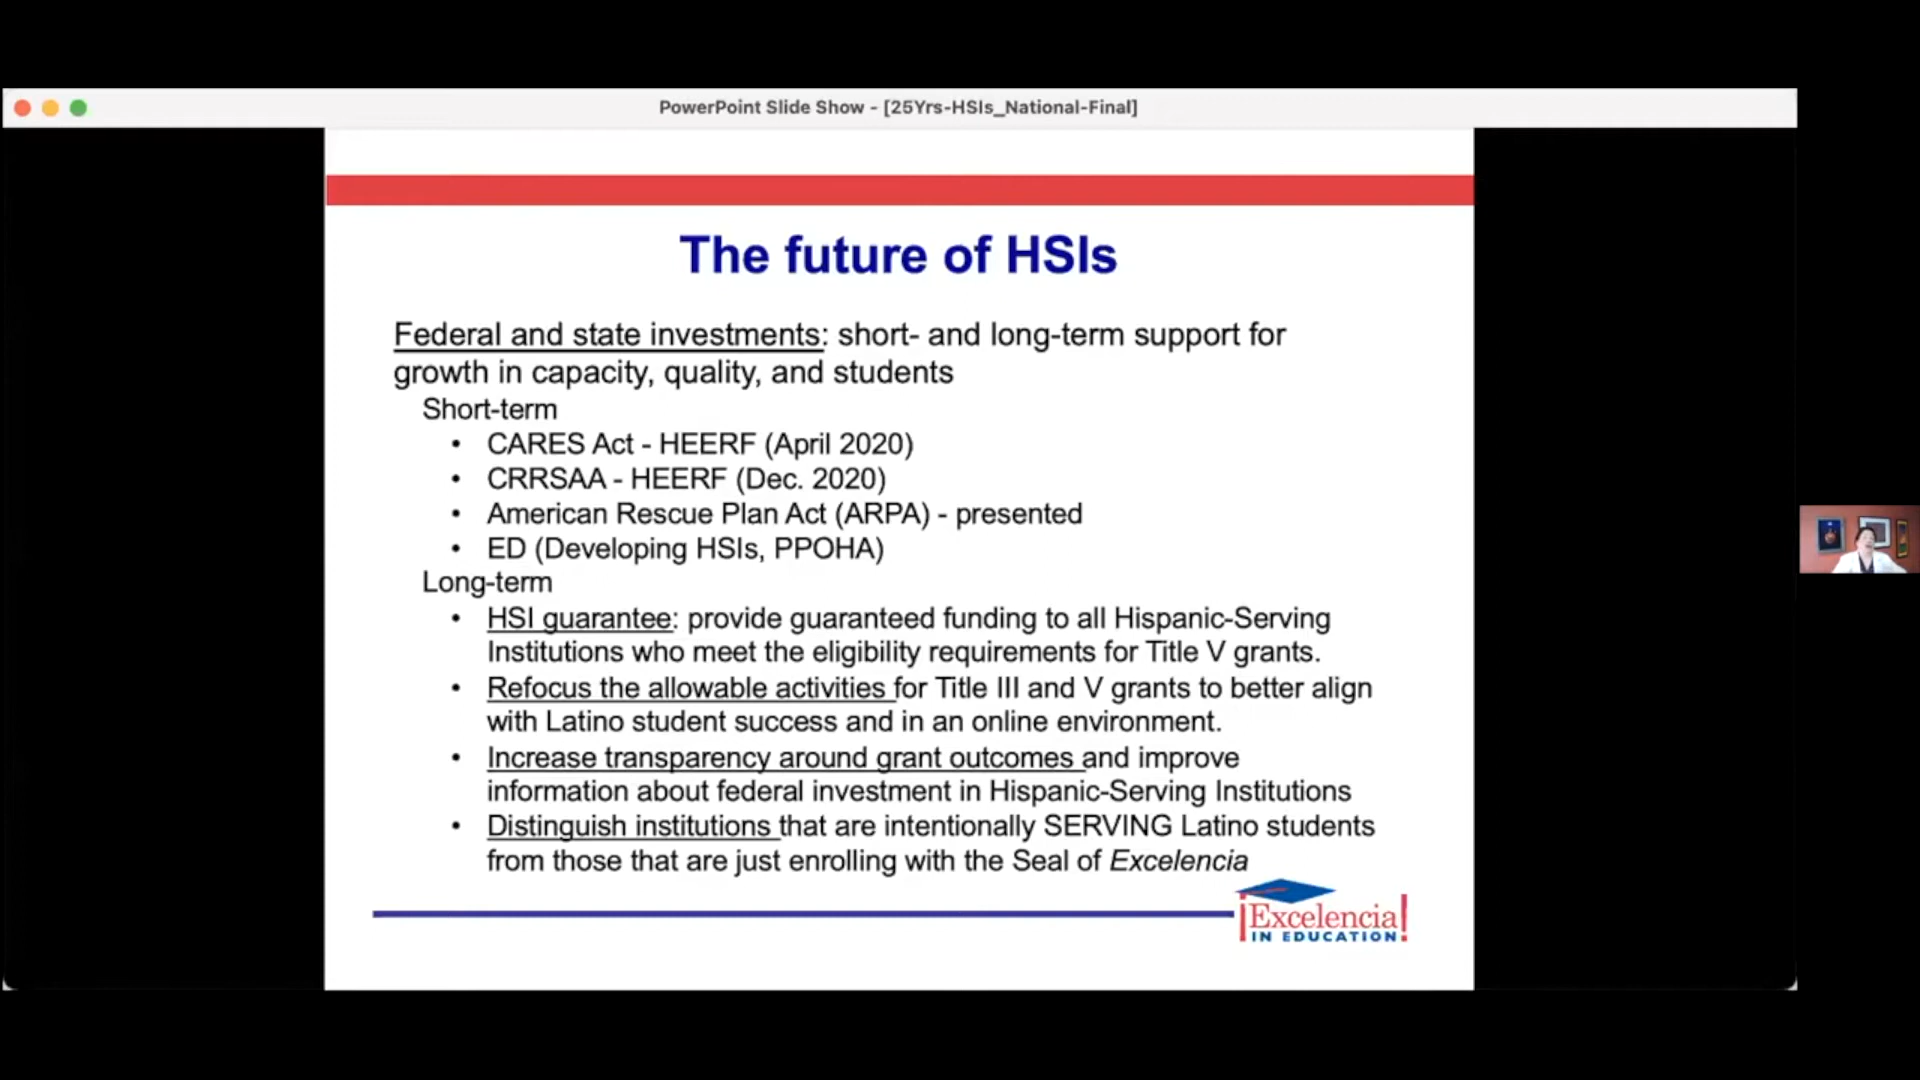 PowerPoint Slide Show - [25Yrs-HSIs_National-Final]
The future of HSIs
Federal and state investments: short- and long-term support for
growth in capacity, quality, and students
Short-term
• CARES Act - HEERF (April 2020)
• CRRSAA - HEERF (Dec. 2020)
• American Rescue Plan Act (ARPA) - presented
• ED (Developing HSIs, PPOHA)
Long-term
• HSI guarantee: provide guaranteed funding to all Hispanic-Serving
Institutions who meet the eligibility requirements for Title V grants.
• Refocus the allowable activities for Title III and V grants to better align
with Latino student success and in an online environment.
• Increase transparency around grant outcomes and improve
information about federal investment in Hispanic-Serving Institutions
• Distinguish institutions that are intentionally SERVING Latino students
from those that are just enrolling with the Seal of Excelencia
¡Excelencia!
IN EDUCATION